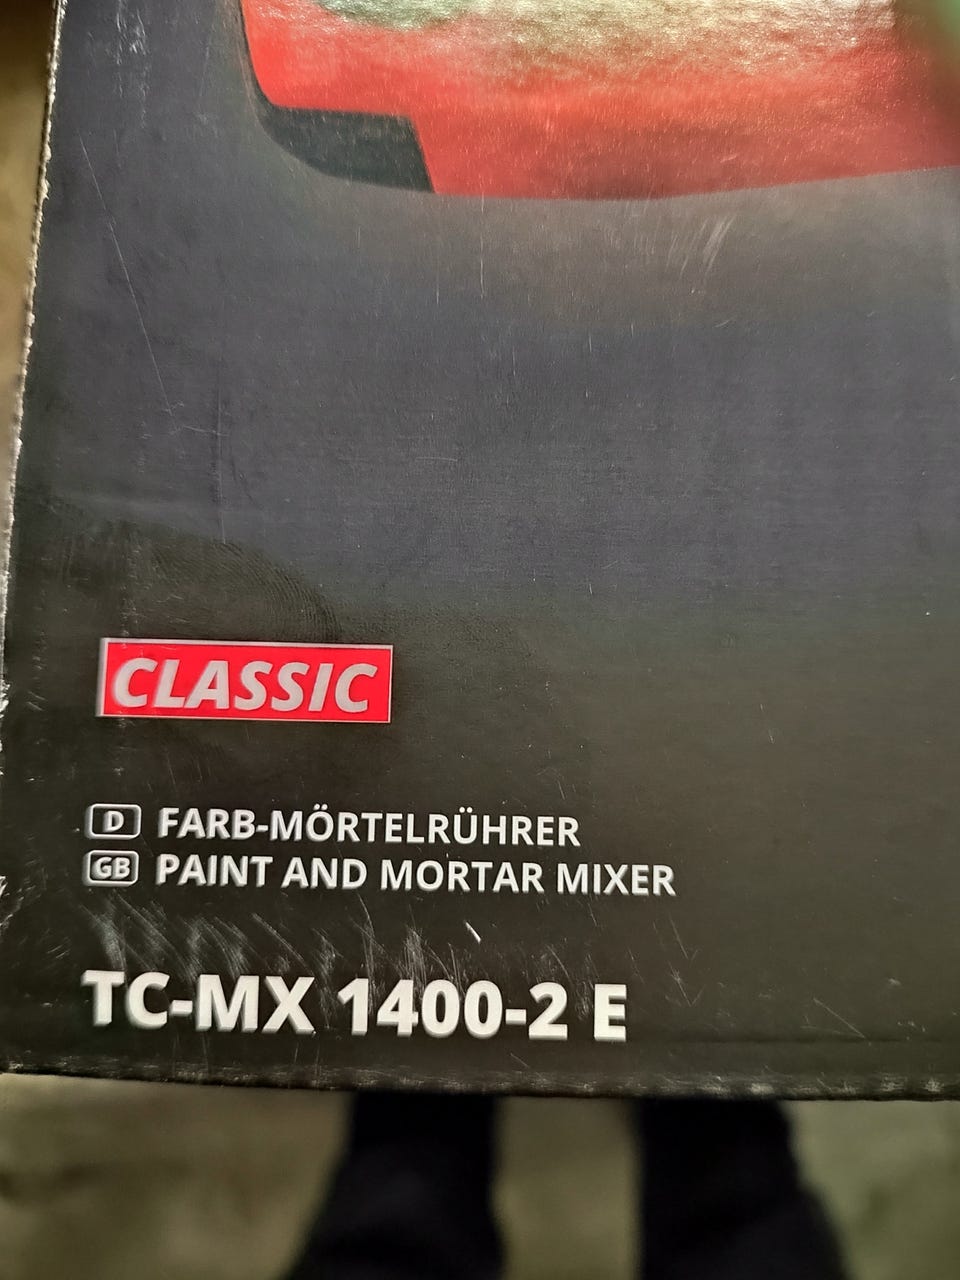 CLASSIC
D FARB-MÖRTELRÜHRER
GB PAINT AND MORTAR MIXER
TC-MX 1400-2 E